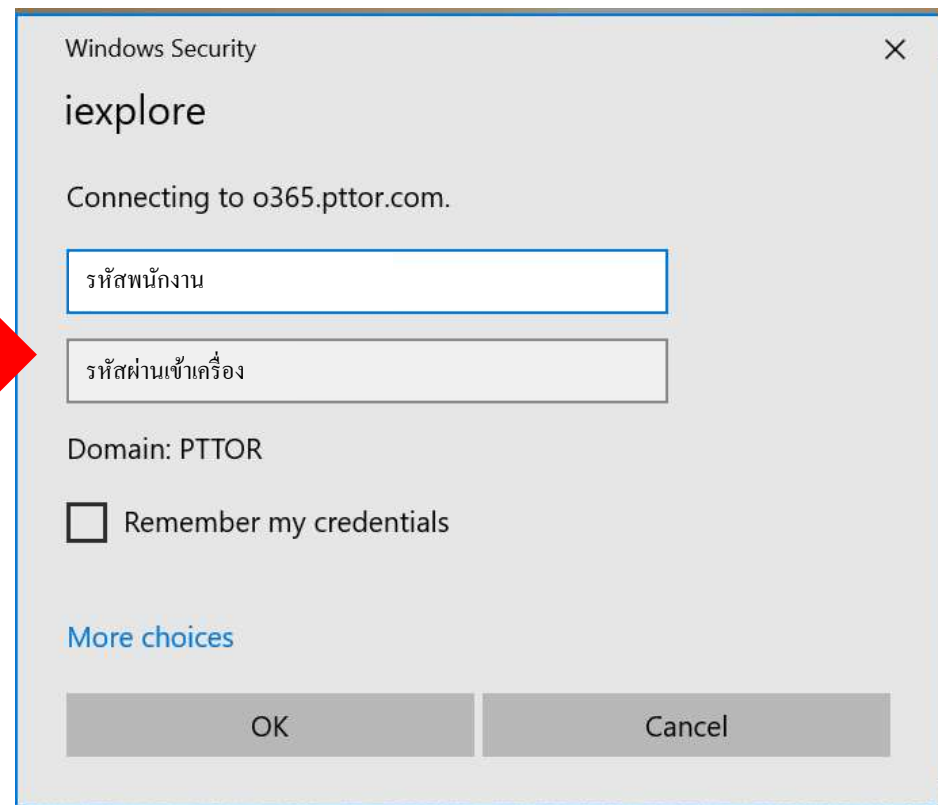 Windows Security
iexplore
Connecting to o365.pttor.com.
รหัสพนักงาน
รหัสผ่านเข้าเครื่อง
Domain: PTTOR
Remember my credentials
More choices
OK
Cancel